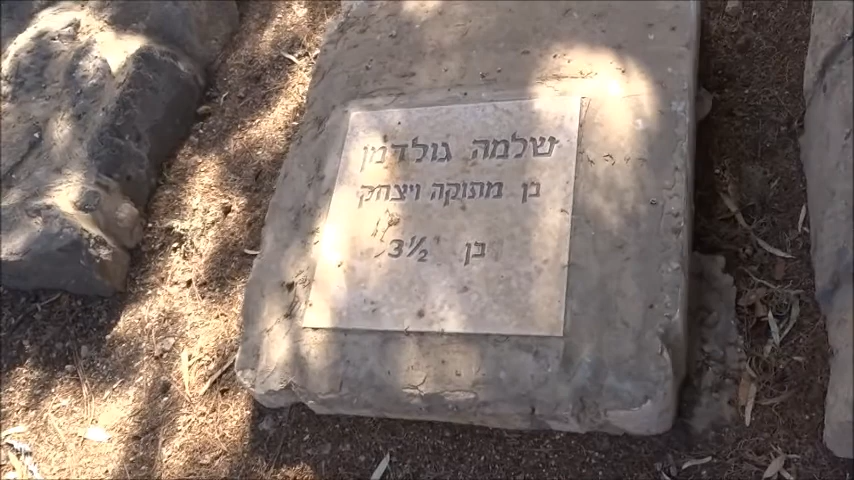 שלמה גולדמן
בן מתוקה ויצחק
בן 3½